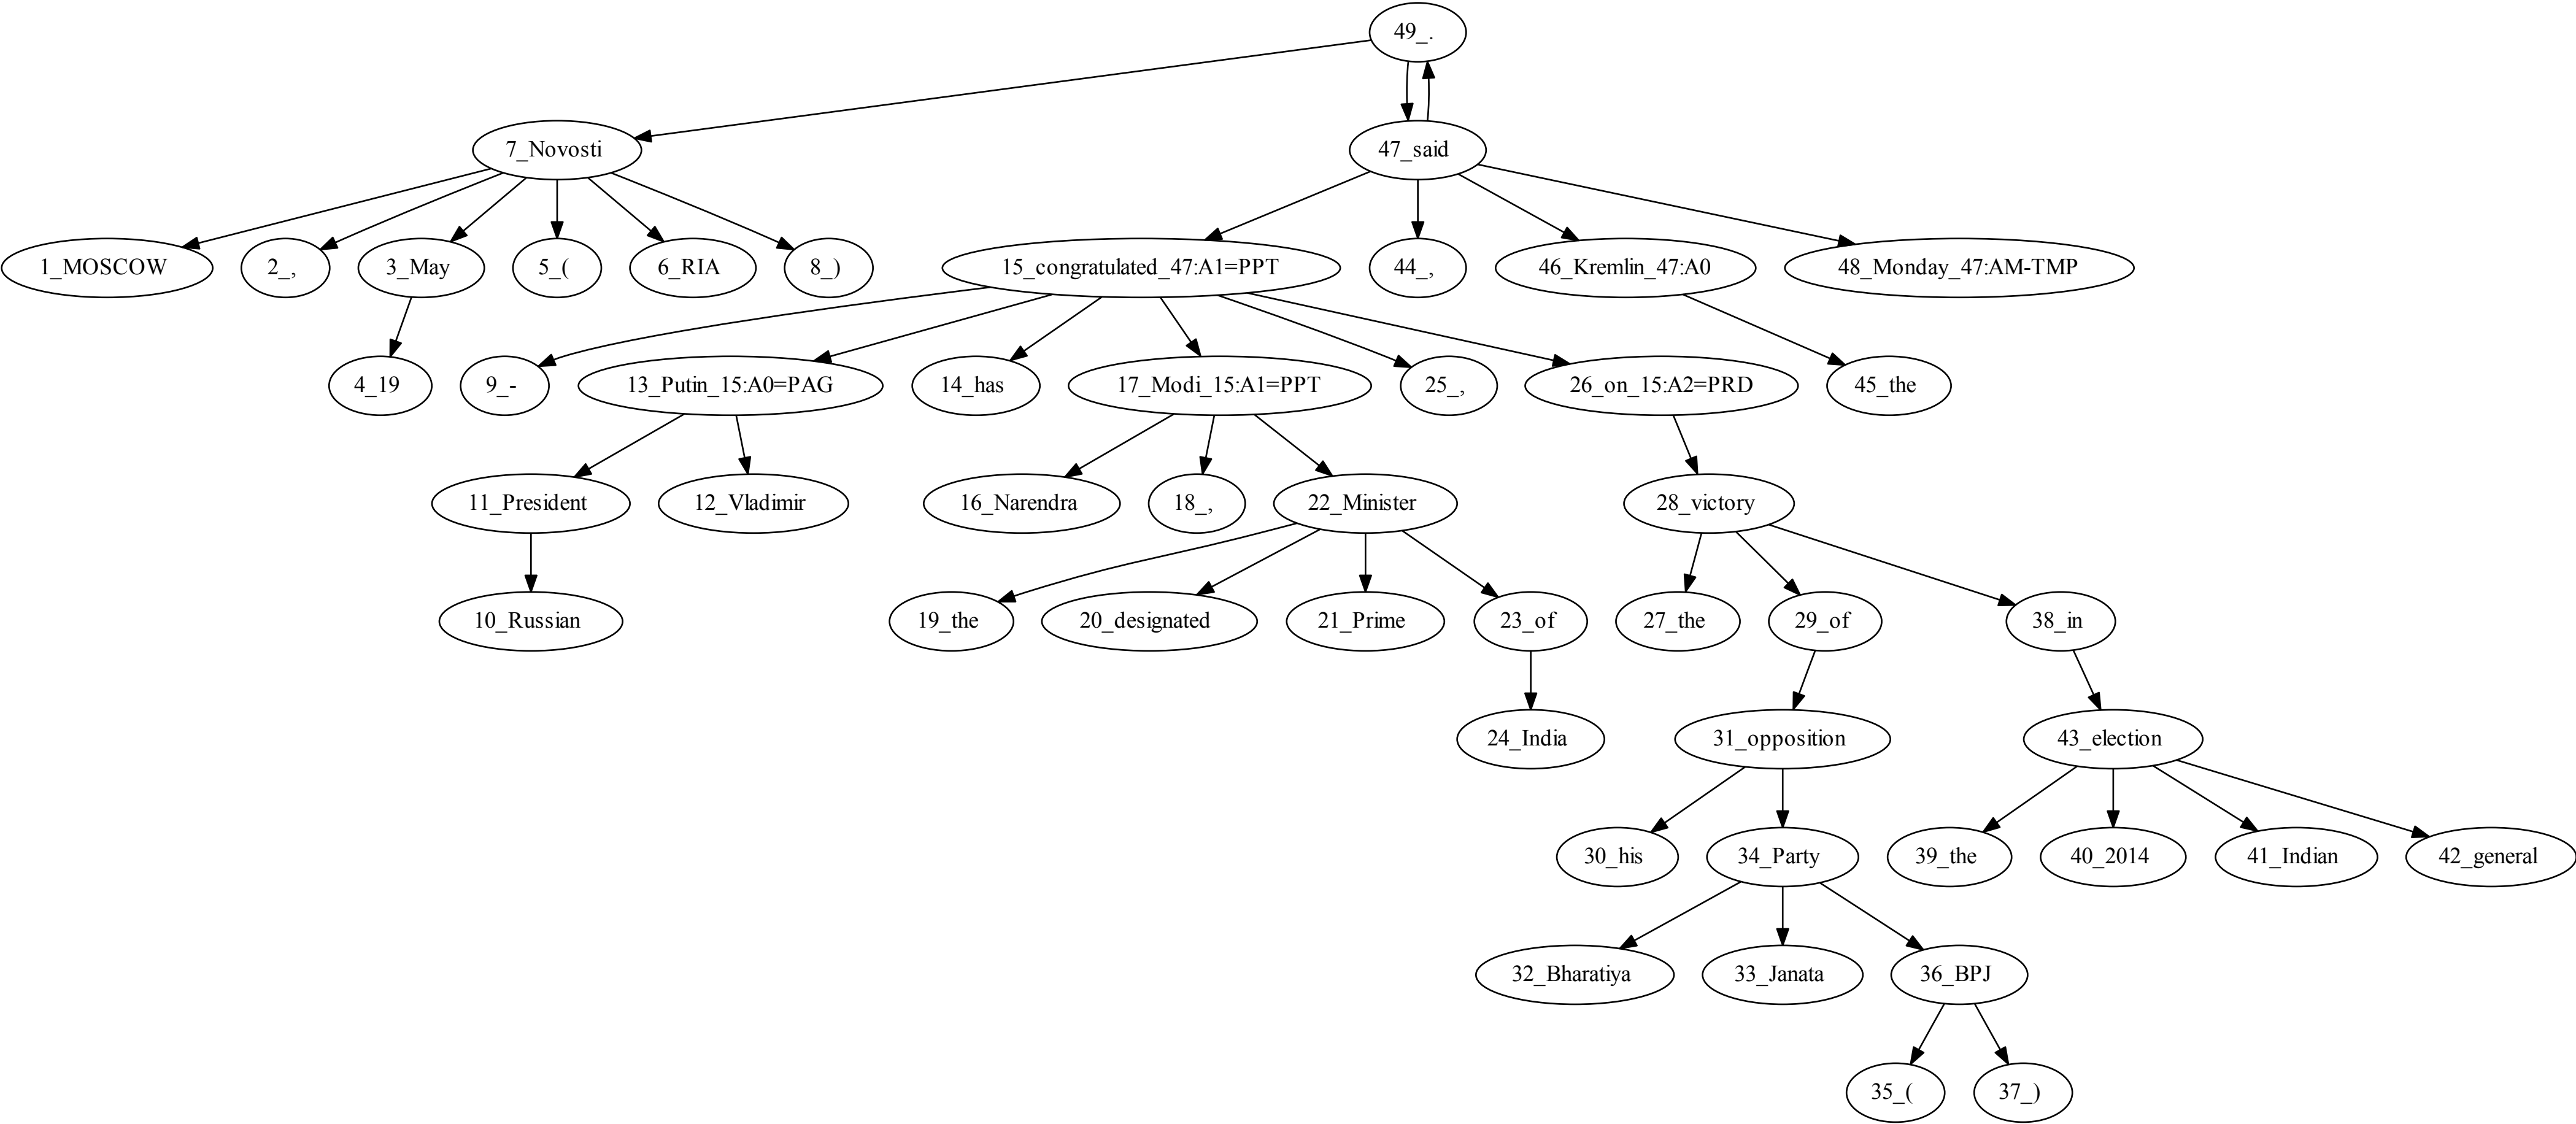 49_.
7_Novosti
47_said
1_MOSCOW
2_,
3_May
5_(
6_RIA
8_)
15_congratulated_47:A1=PPT
44_,
46_Kremlin_47:A0
48_Monday_47:AM-TMP
4_19
9_-
13_Putin_15:A0=PAG
14_has
17_Modi_15:A1=PPT
25_,
26_on_15:A2=PRD
45_the
11_President
12_Vladimir
16_Narendra
18_,
22_Minister
28_victory
10_Russian
19_the
20_designated
21_Prime
23_of
27_the
29_of
38_in
24_India
31_opposition
43_election
30_his
34_Party
39_the
40_2014
41_Indian
42_general
32_Bharatiya
33_Janata
36_BPJ
35_(
37_)